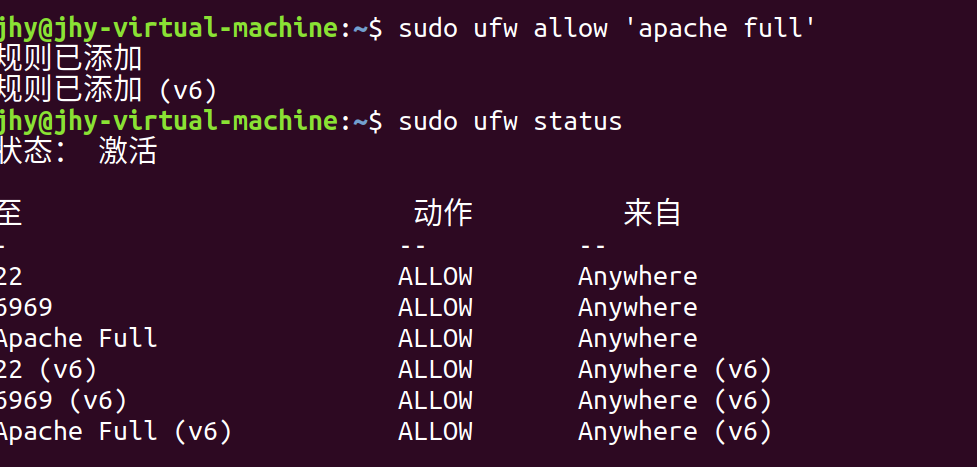 jhy@jhy-virtual-machine:~$ sudo ufw allow 'apache full'
规则已添加
规则已添加 (v6)
jhy@jhy-virtual-machine:~$ sudo ufw status
状态： 激活
至 动作 来自
- -- --
22 ALLOW Anywhere
6969 ALLOW Anywhere
Apache Full ALLOW Anywhere
22 (v6) ALLOW Anywhere (v6)
6969 (v6) ALLOW Anywhere (v6)
Apache Full (v6) ALLOW Anywhere (v6)